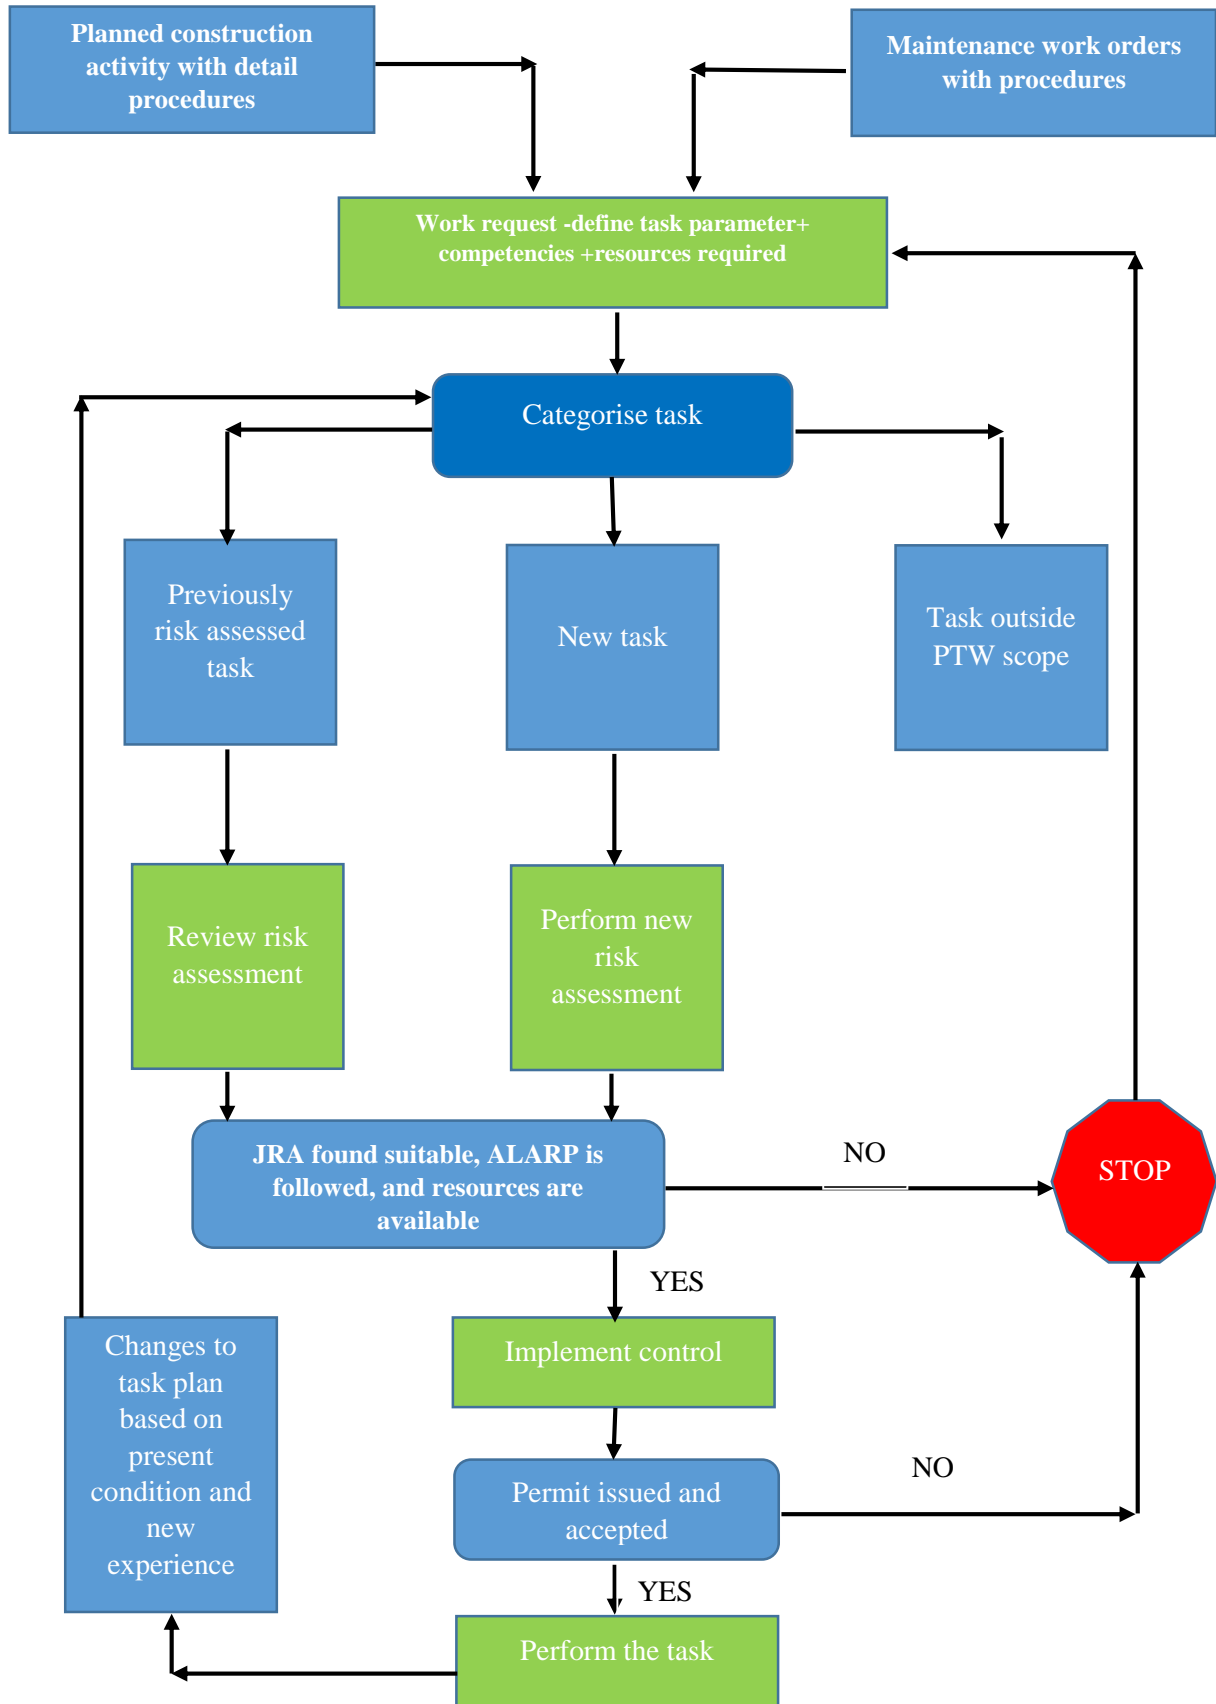 Planned construction
activity with detail
procedures
Maintenance work orders
with procedures
Work request -define task parameter+
competencies +resources required
Categorise task
Previously
risk assessed
task
New task
Task outside
PTW scope
Review risk
assessment
Perform new
risk
assessment
JRA found suitable, ALARP is
followed, and resources are
available
NO
STOP
YES
Implement control
Changes to
task plan
based on
present
condition and
new
experience
Permit issued and
accepted
NO
YES
Perform the task